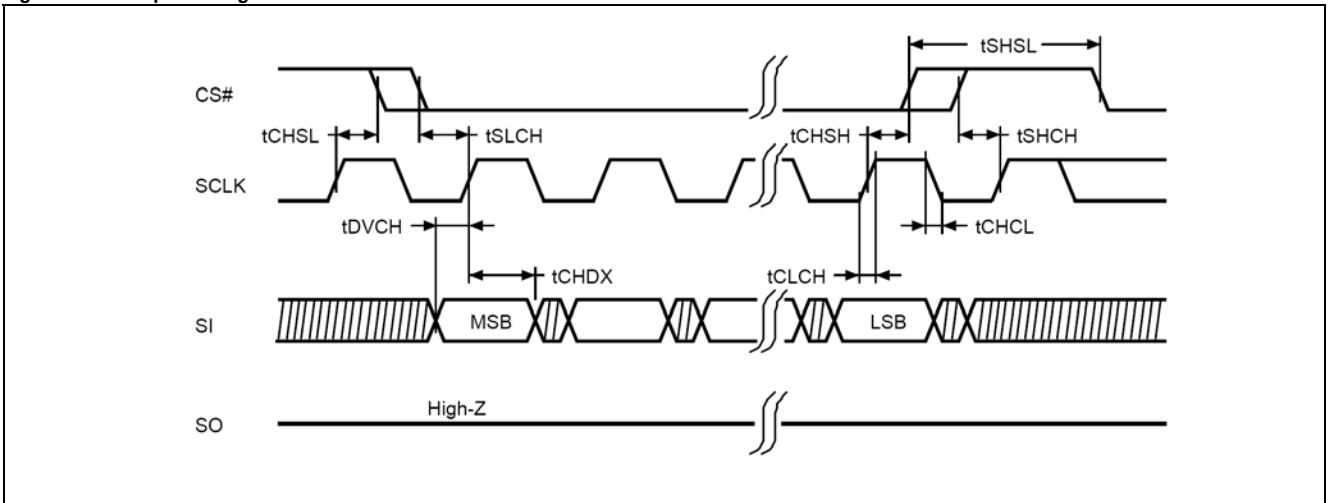 tSHSL
CS#
tCHSL
tSLCH
tCHSH
tSHCH
SCLK
tDVCH
tCHCL
tCHDX
tCLCH
SI
MSB
LSB
High-Z
SO